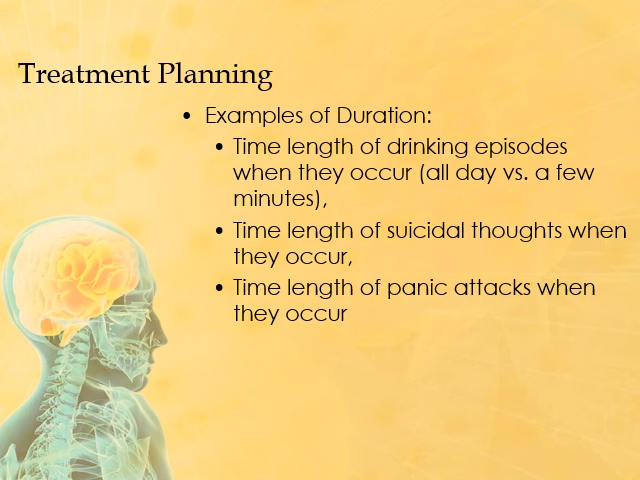 Treatment Planning
• Examples of Duration:
• Time length of drinking episodes
when they occur (all day vs. a few
minutes),
• Time length of suicidal thoughts when
they occur,
• Time length of panic attacks when
they occur